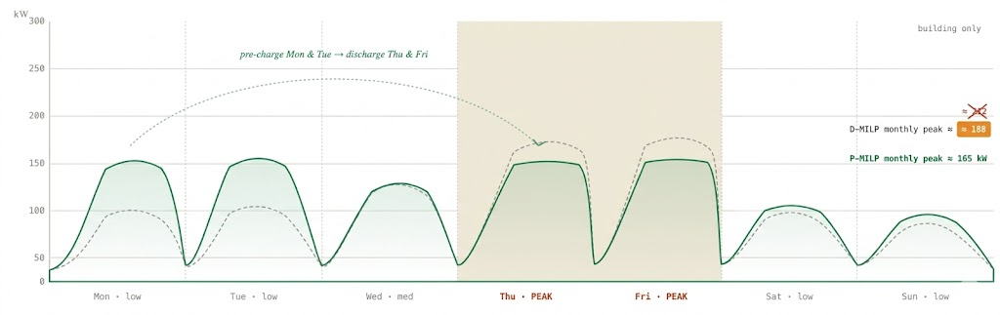 kW
300
building only
pre-charge Mon & Tue → discharge Thu & Fri
250
200
≈
D-MILP monthly peak ≈ ≈ 188
P-MILP monthly peak ≈ 165 kW
150
100
50
0
Mon · low
Tue · low
Wed · med
Thu · PEAK
Fri · PEAK
Sat · low
Sun · low